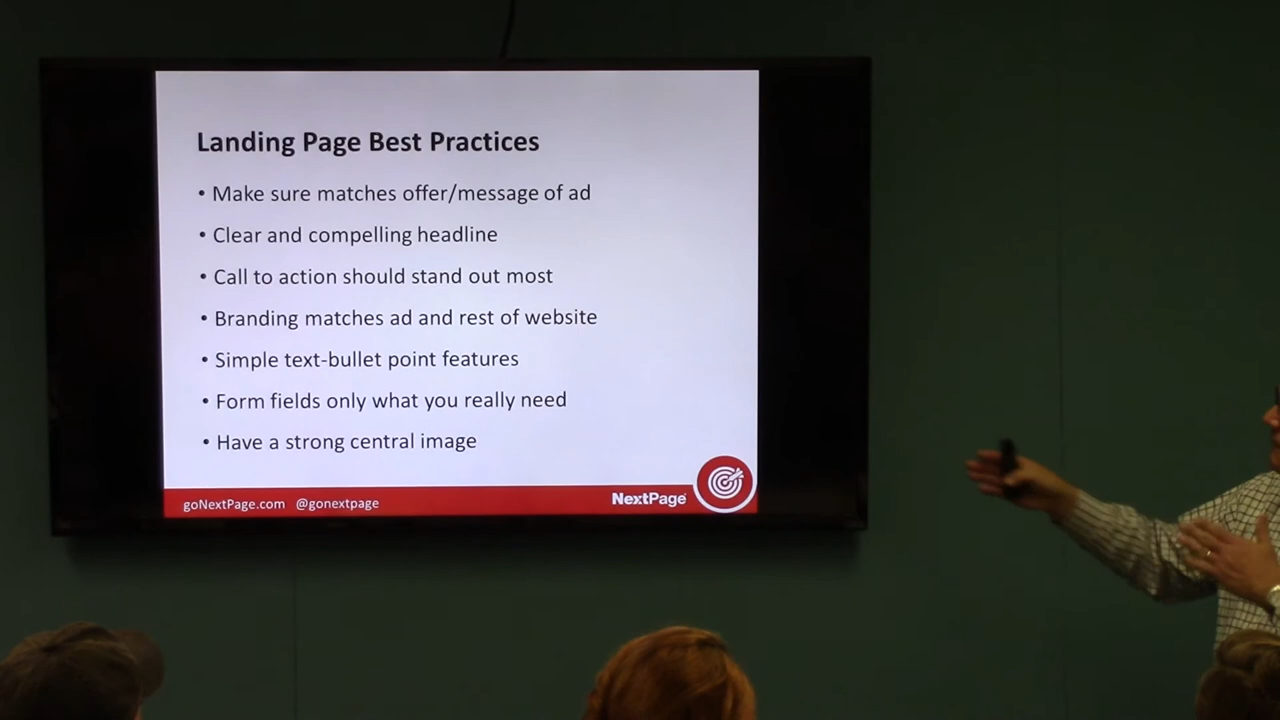 Landing Page Best Practices
• Make sure matches offer/message of ad
• Clear and compelling headline
• Call to action should stand out most
• Branding matches ad and rest of website
• Simple text-bullet point features
• Form fields only what you really need
• Have a strong central image
goNextPage.com @gonextpage NextPage